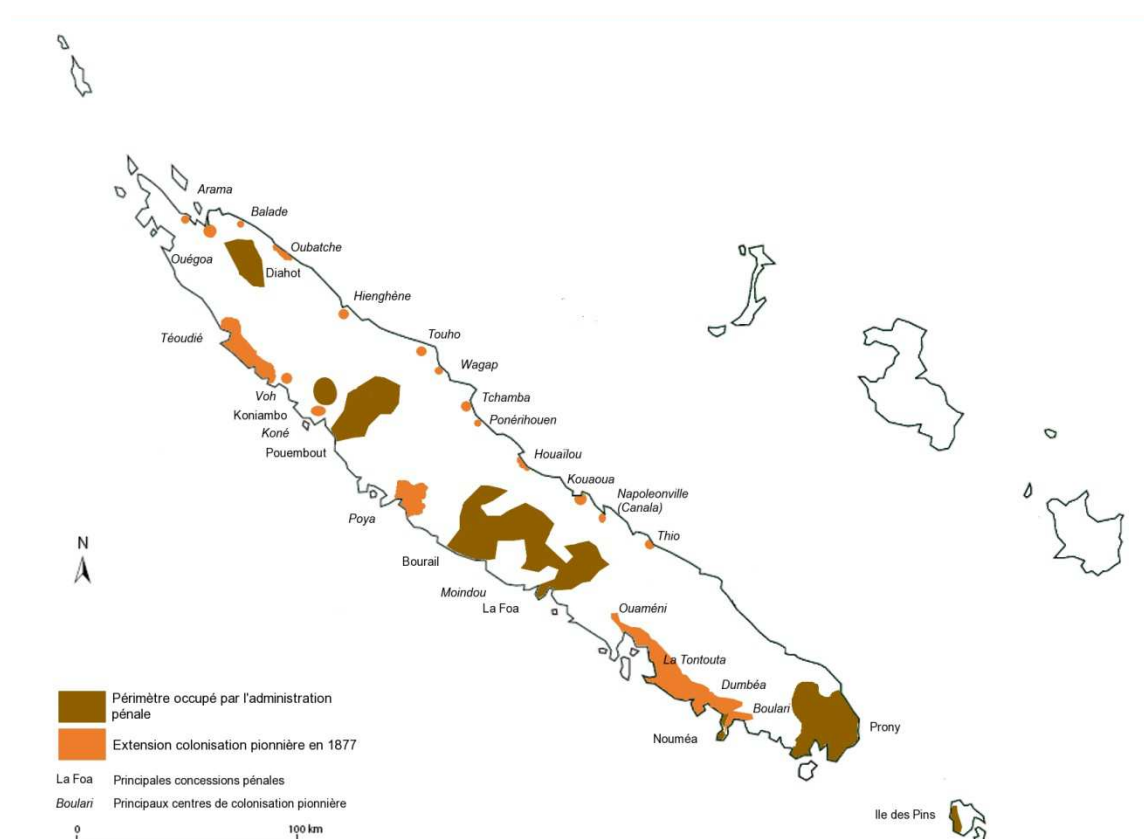 Arama
Balade
Oubatche
Ouégoa
Diahot
Hienghène
Téoudié
Touho
Wagap
Voh
Tchamba
Koniambo
Ponérihouen
Koné
Pouembout
Houaïlou
Kouaoua
Napoleonville
(Canala)
Poya
Thio
N
Bourail
Moindou
La Foa
Ouaméni
La Tontouta
Dumbéa
Boulari
Nouméa
Prony
Périmètre occupé par l'administration
pénale
Extension colonisation pionnière en 1877
La Foa Principales concessions pénales
Boulari Principaux centres de colonisation pionnière
Ile des Pins
0 100 km